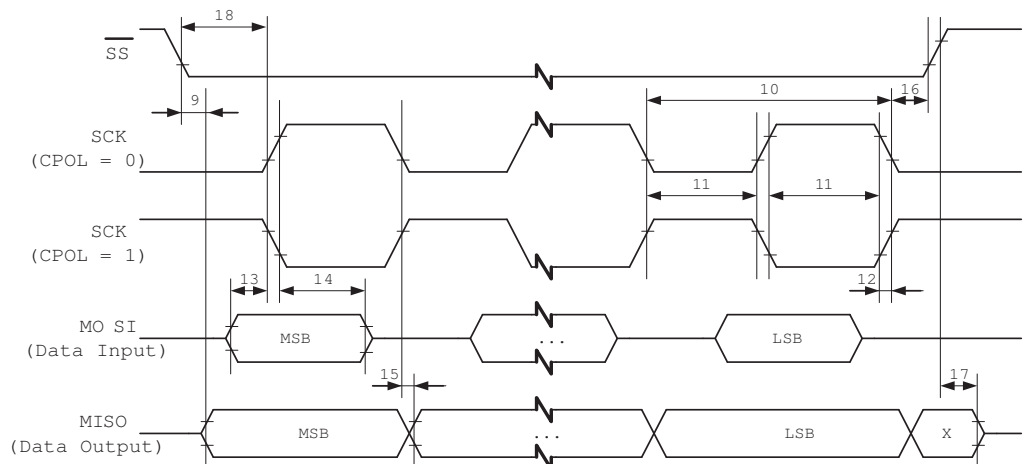 18
SS
9
10
16
SCK
(CPOL = 0)
11
11
SCK
(CPOL = 1)
13
14
12
MO SI
(Data Input)
MSB
...
LSB
15
17
MISO
(Data Output)
MSB
...
LSB
X